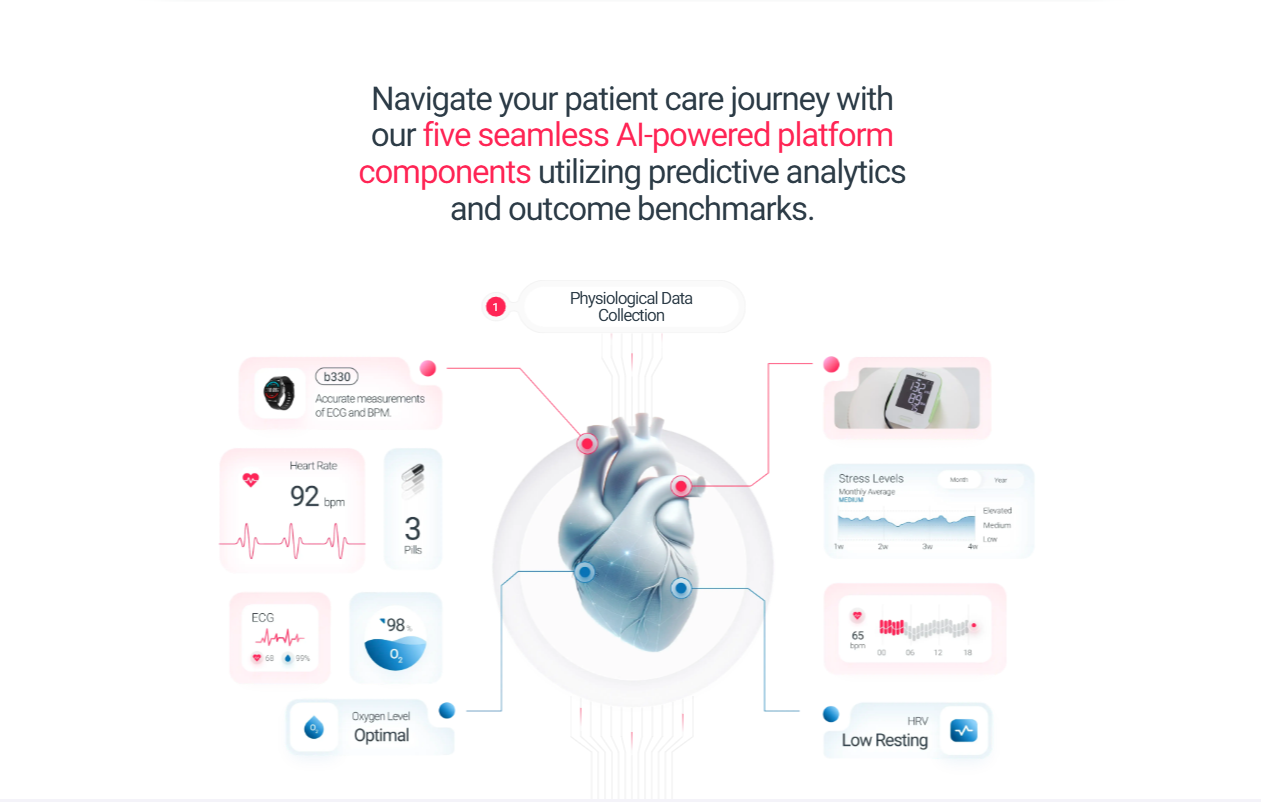 Navigate your patient care journey with
our five seamless AI-powered platform
components utilizing predictive analytics
and outcome benchmarks.
1
Physiological Data
Collection
b330
Accurate measurements
of ECG and BPM.
Heart Rate
92 bpm
3
Pills
ECG
68
99%
98 %
O2
O2
Oxygen Level
Optimal
132
Stress Levels
Monthly Average
MEDIUM
Month
Year
Elevated
Medium
Low
1w
2w
3w
4w
65
bpm
00
06
12
18
HRV
Low Resting